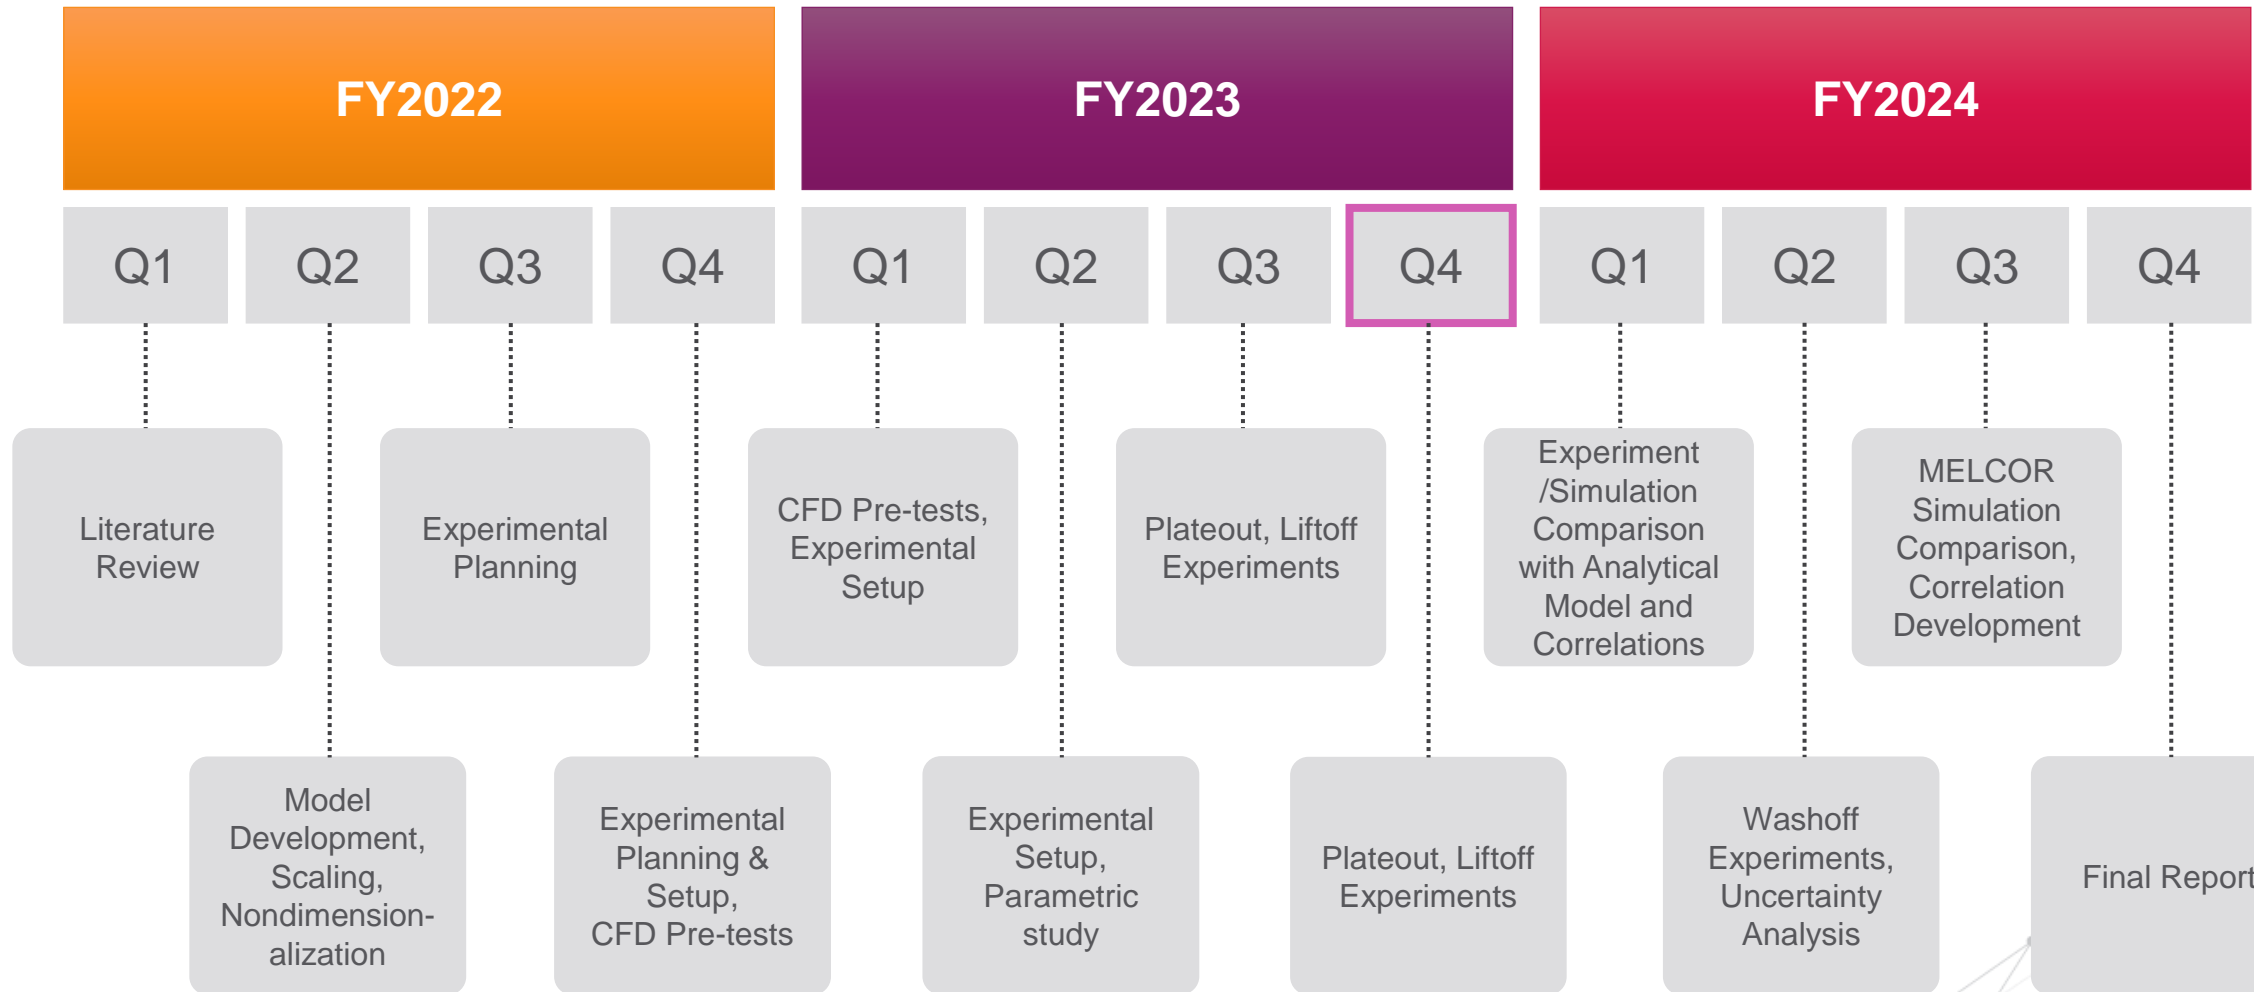 FY2022
FY2023
FY2024
Q1
Q2
Q3
Q4
Q1
Q2
Q3
Q4
Q1
Q2
Q3
Q4
Literature
Review
Experimental
Planning
CFD Pre-tests,
Experimental
Setup
Plateout, Liftoff
Experiments
Experiment
/Simulation
Comparison
with Analytical
Model and
Correlations
MELCOR
Simulation
Comparison,
Correlation
Development
Model
Development,
Scaling,
Nondimension-
alization
Experimental
Planning &
Setup,
CFD Pre-tests
Experimental
Setup,
Parametric
study
Plateout, Liftoff
Experiments
Washoff
Experiments,
Uncertainty
Analysis
Final Report